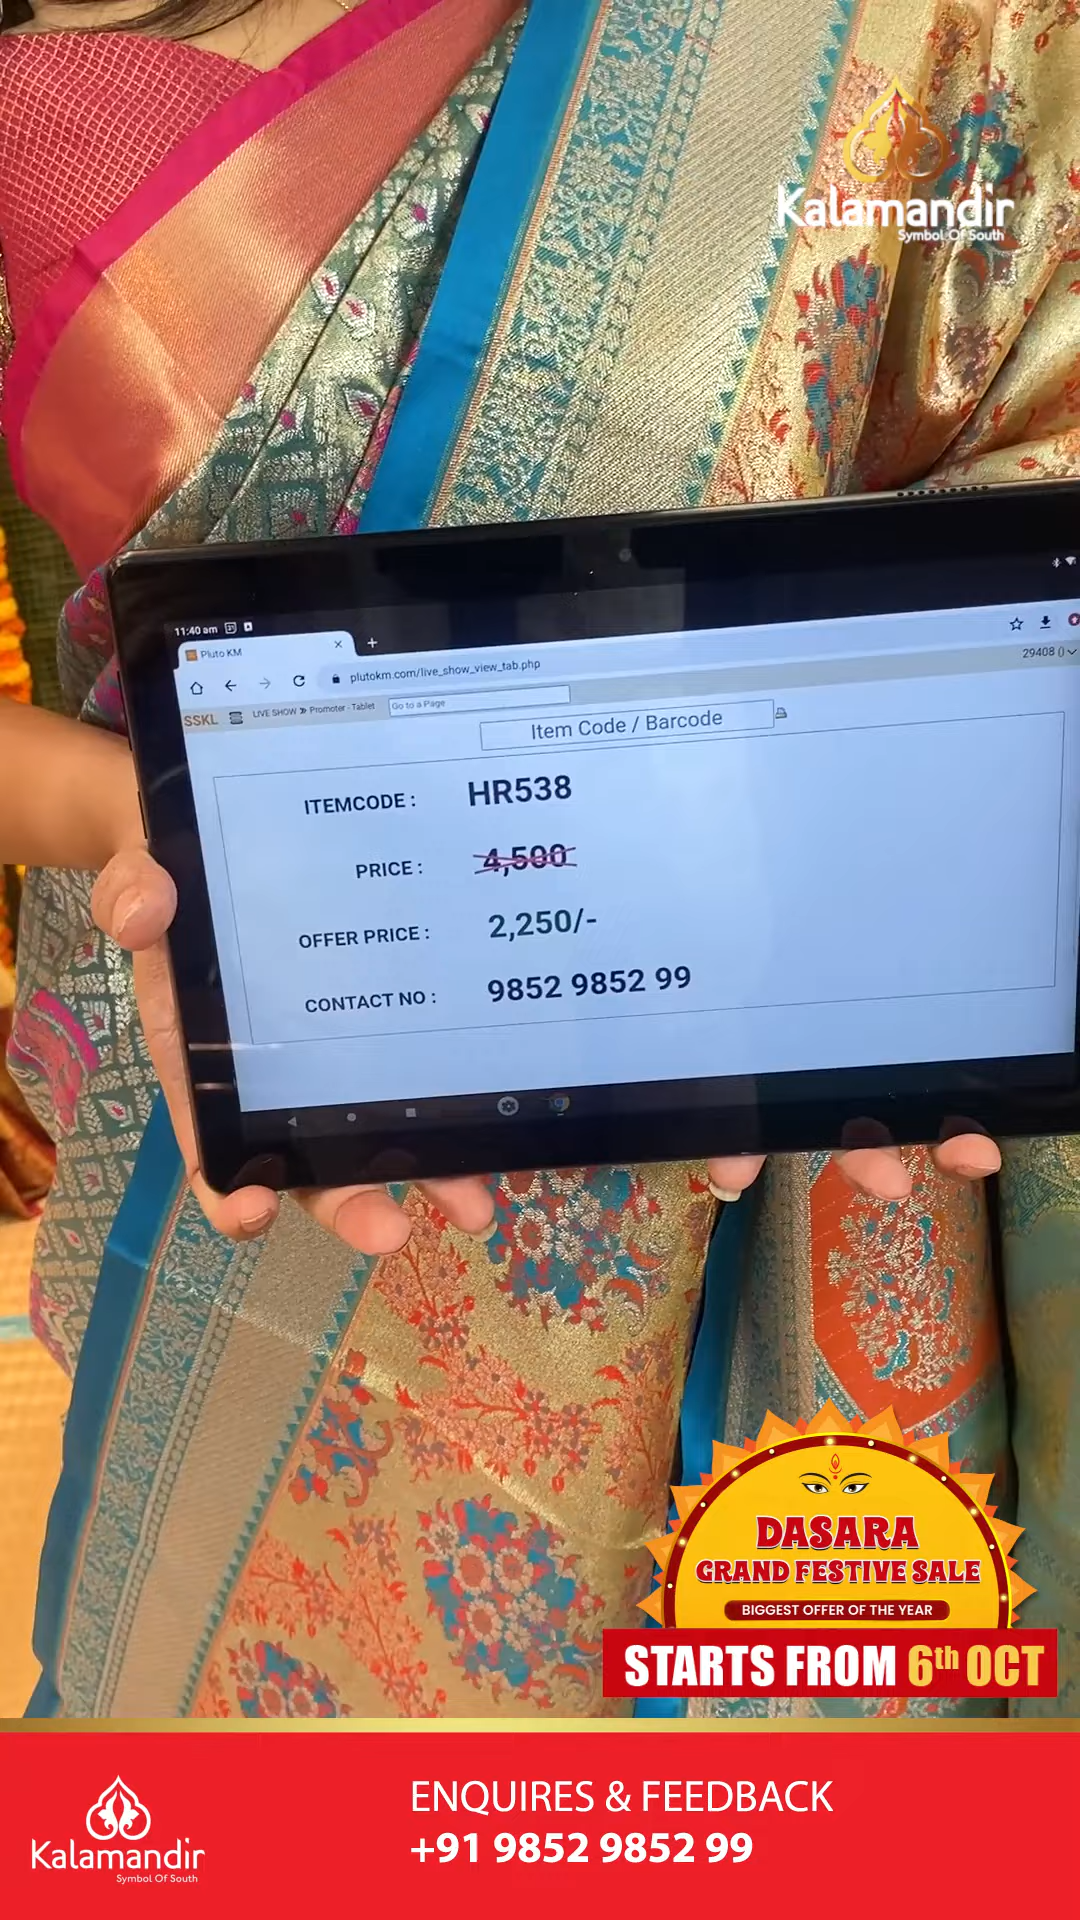 Kalamandir
Symbol Of South
11:40 am
Pluto KM
plutokm.com/live_show_view_tab.php
29408 ()
SSKL
LIVE SHOW
Promoter - Tablet
Go to a Page
Item Code / Barcode
ITEMCODE : HR538
PRICE : 4,500
OFFER PRICE : 2,250/-
CONTACT NO : 9852 9852 99
DASARA
GRAND FESTIVE SALE
BIGGEST OFFER OF THE YEAR
STARTS FROM 6th OCT
Kalamandir
Symbol Of South
ENQUIRES & FEEDBACK
+91 9852 9852 99